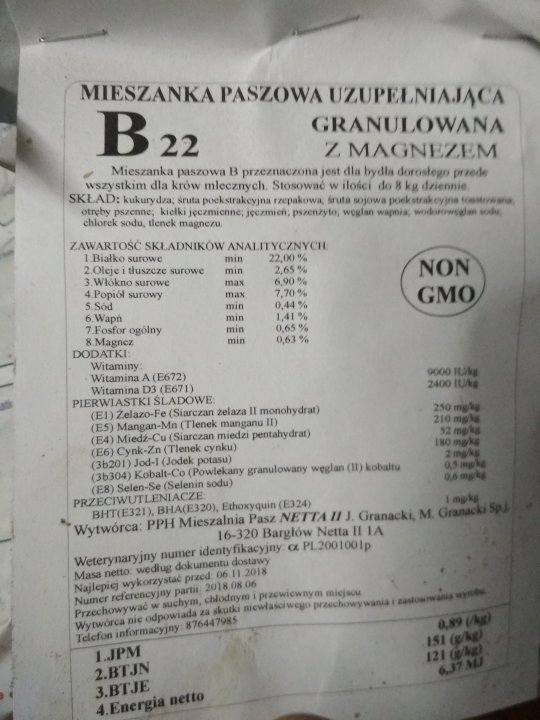 MIESZANKA PASZOWA UZUPEŁNIAJĄCA
B 22
GRANULOWANA
Z MAGNEZEM
Mieszanka paszowa B przeznaczona jest dla bydła dorosłego przede
wszystkim dla krów mlecznych. Stosować w ilości do 8 kg dziennie.
SKŁAD: kukurydza; śruta poekstrakcyjna rzepakowa; śruta sojowa poekstrakcyjna tostowana;
otręby pszenne; kiełki jęczmienne; jęczmień; pszenżyto; węglan wapnia; wodorowęglan sodu;
chlorek sodu, tlenek magnezu.
ZAWARTOŚĆ SKŁADNIKÓW ANALITYCZNYCH
1.Białko surowe min 22,00 %
2.Oleje i tłuszcze surowe min 2,65 %
3.Włókno surowe max 6,90 %
4.Popiół surowy max 7,70 %
5.Sód min 0,44 %
6.Wapń min 1,41 %
7.Fosfor ogólny min 0,65 %
8.Magnez min 0,63 %
NON
GMO
DODATKI:
Witaminy:
Witamina A (E672) 9000 IU/kg
Witamina D3 (E671) 2400 IU/kg
PIERWIASTKI ŚLADOWE:
(E1) Żelazo-Fe (Siarczan żelaza II monohydrat) 250 mg/kg
(E5) Mangan-Mn (Tlenek manganu II) 210 mg/kg
(E4) Miedź-Cu (Siarczan miedzi pentahydrat) 52 mg/kg
(E6) Cynk-Zn (Tlenek cynku) 180 mg/kg
(3b201) Jod-I (Jodek potasu) 2 mg/kg
(3b304) Kobalt-Co (Powlekany granulowany węglan (II) kobaltu 0,5 mg/kg
(E8) Selen-Se (Selenin sodu) 0,6 mg/kg
PRZECIWUTLENIACZE:
BHT(E321), BHA(E320), Ethoxyquin (E324) 1 mg/kg
Wytwórca: PPH Mieszalnia Pasz NETTA II J. Granacki, M. Granacki Sp.j.
16-320 Bargłów Netta II 1A
Weterynaryjny numer identyfikacyjny: α PL2001001p
Masa netto: według dokumentu dostawy
Najlepiej wykorzystać przed: 06.11.2018
Numer referencyjny partii: 2018.08.06
Przechowywać w suchym, chłodnym i przewiewnym miejscu
Wytwórca nie odpowiada za skutki niewłaściwego przechowywania i zastosowania wyrobu.
Telefon informacyjny: 876447985
1.JPM 0,89 (/kg)
2.BTJN 151 (g/kg)
3.BTJE 121 (g/kg)
4.Energia netto 6,37 MJ